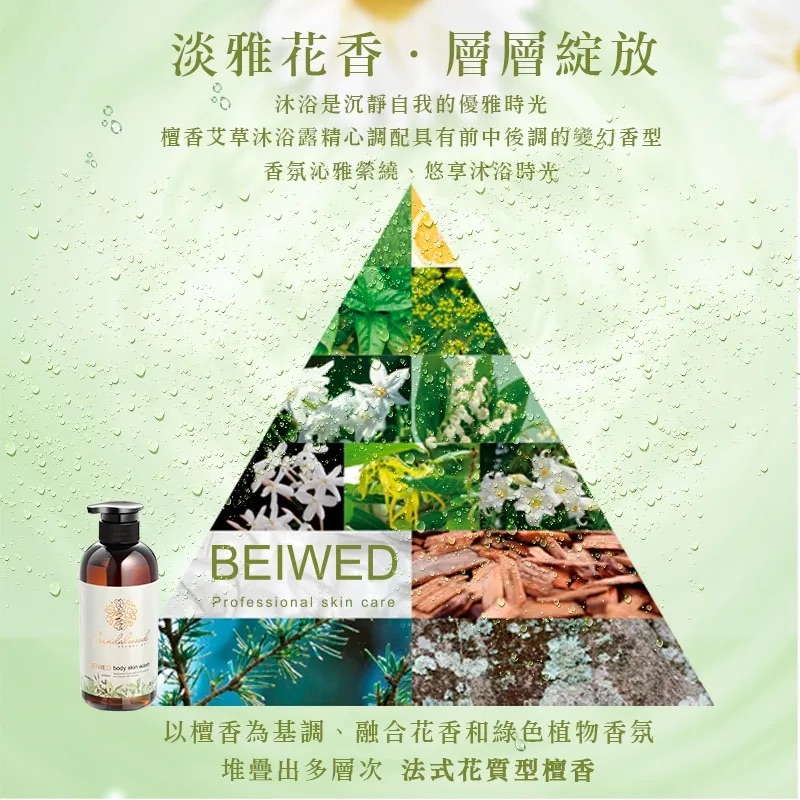 淡雅花香．層層綻放
沐浴是沉靜自我的優雅時光
檀香艾草沐浴露精心調配具有前中後調的變幻香型
香氛沁雅縈繞、悠享沐浴時光
BEIWED
Professional skin care
Sandalwood
BEIWED body skin wash
以檀香為基調、融合花香和綠色植物香氛
堆疊出多層次 法式花質型檀香